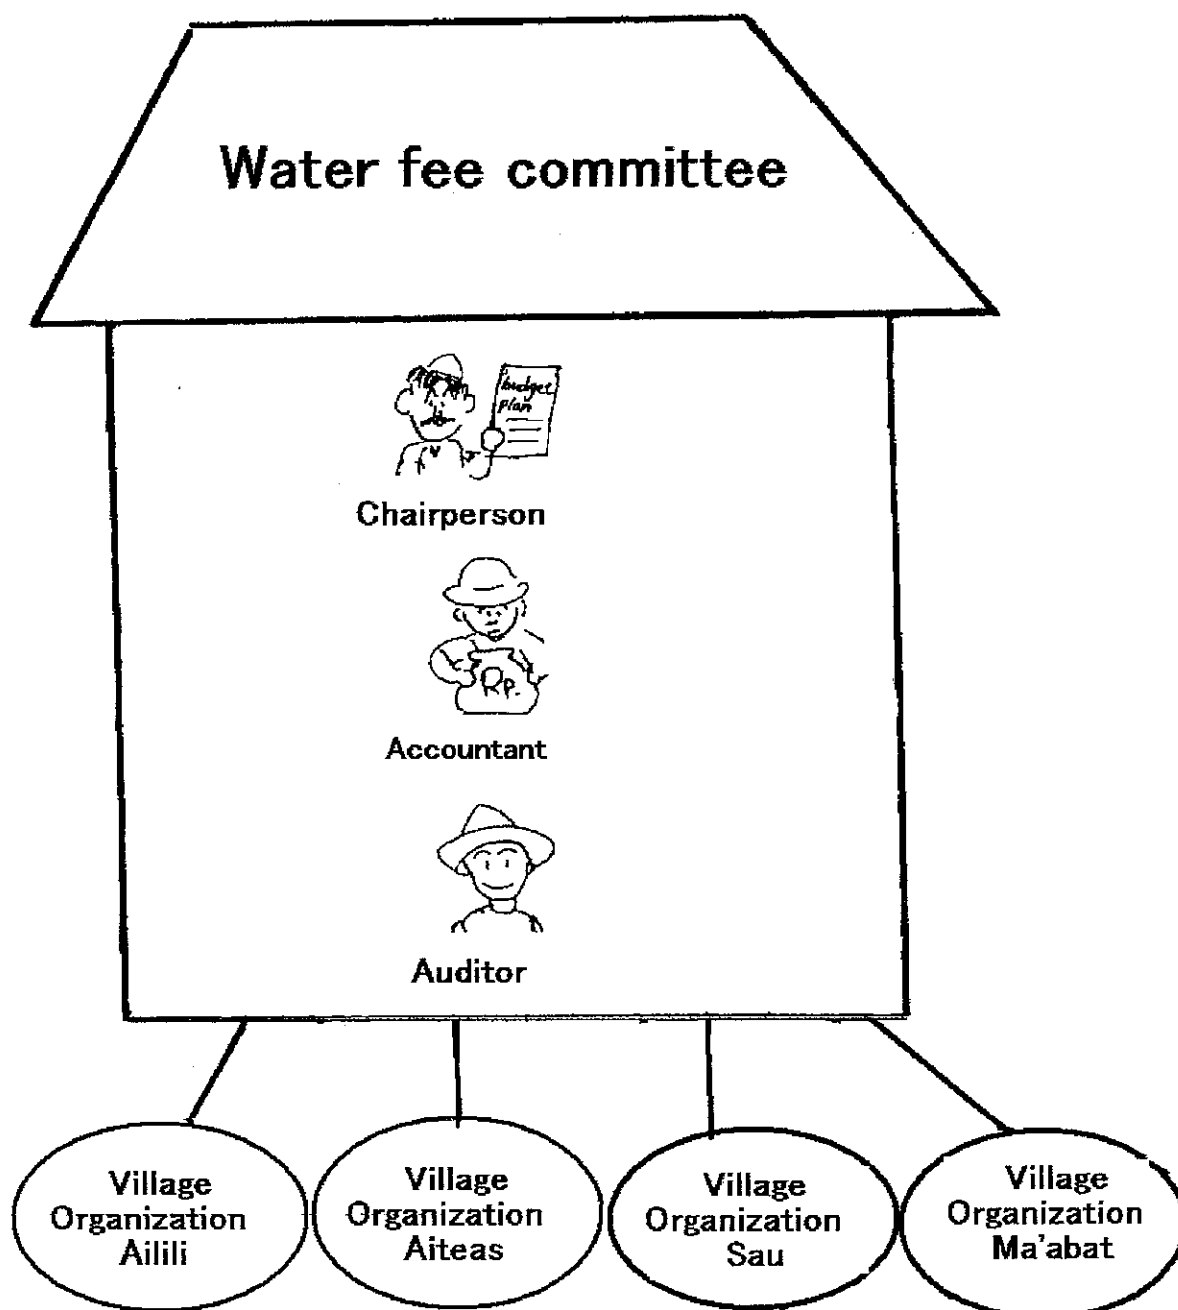 Water fee committee
budget
plan
Chairperson
Rp.
Accountant
Auditor
Village
Organization
Ailili
Village
Organization
Aiteas
Village
Organization
Sau
Village
Organization
Ma'abat